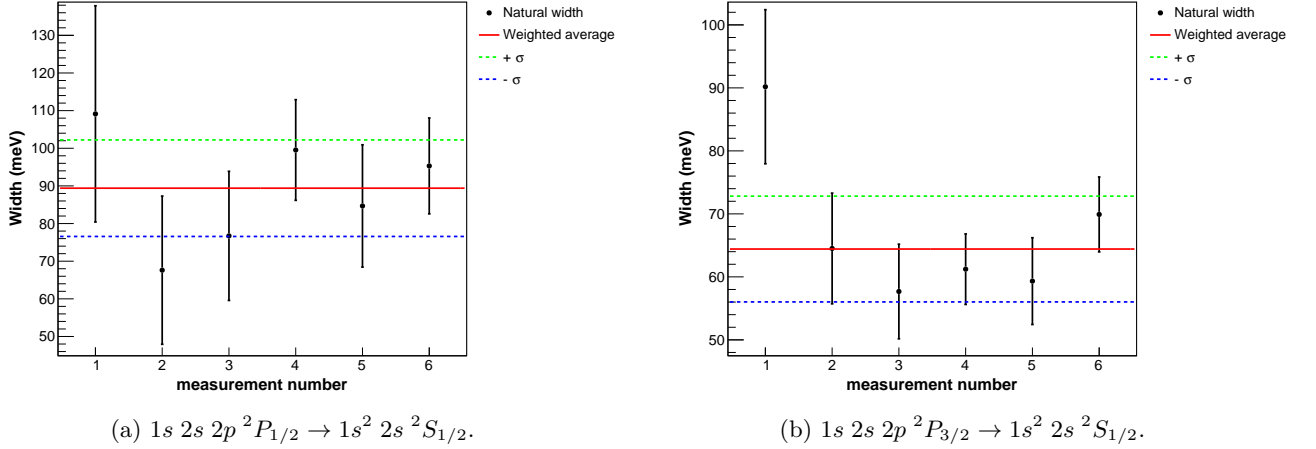 130
120
110
100
90
80
70
60
50
Width (meV)
1 2 3 4 5 6
measurement number
Natural width
Weighted average
+ σ
- σ
(a) 1s 2s 2p ²P₁/₂ → 1s² 2s ²S₁/₂.
100
90
80
70
60
50
Width (meV)
1 2 3 4 5 6
measurement number
Natural width
Weighted average
+ σ
- σ
(b) 1s 2s 2p ²P₃/₂ → 1s² 2s ²S₁/₂.